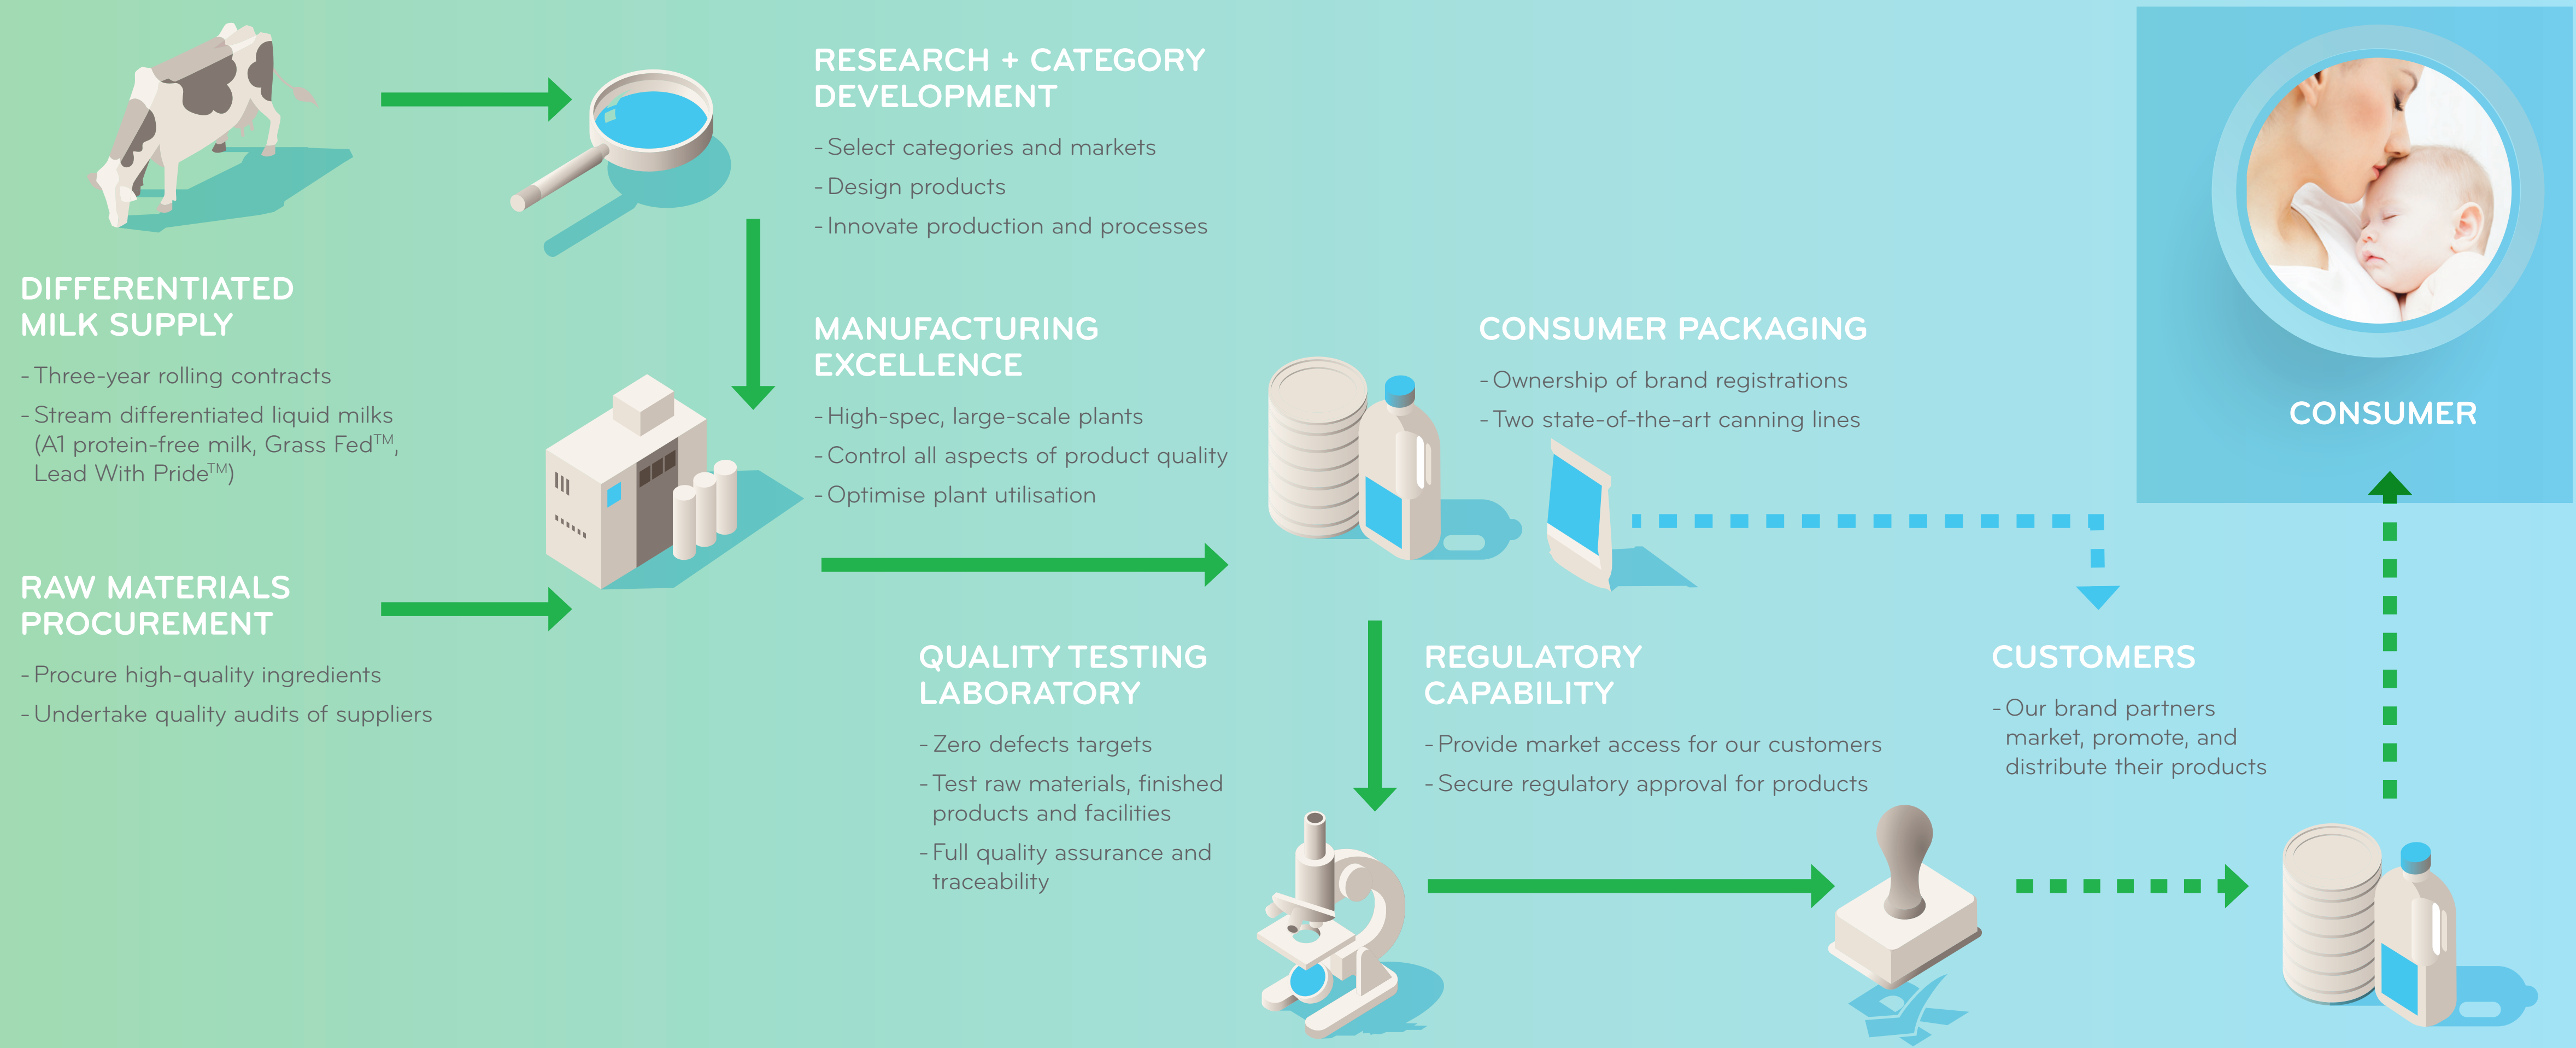 DIFFERENTIATED
MILK SUPPLY
- Three-year rolling contracts
- Stream differentiated liquid milks
(A1 protein-free milk, Grass Fed™,
Lead With Pride™)
RAW MATERIALS
PROCUREMENT
- Procure high-quality ingredients
- Undertake quality audits of suppliers
RESEARCH + CATEGORY
DEVELOPMENT
- Select categories and markets
- Design products
- Innovate production and processes
MANUFACTURING
EXCELLENCE
- High-spec, large-scale plants
- Control all aspects of product quality
- Optimise plant utilisation
CONSUMER PACKAGING
- Ownership of brand registrations
- Two state-of-the-art canning lines
QUALITY TESTING
LABORATORY
- Zero defects targets
- Test raw materials, finished
products and facilities
- Full quality assurance and
traceability
REGULATORY
CAPABILITY
- Provide market access for our customers
- Secure regulatory approval for products
CUSTOMERS
- Our brand partners
market, promote, and
distribute their products
CONSUMER